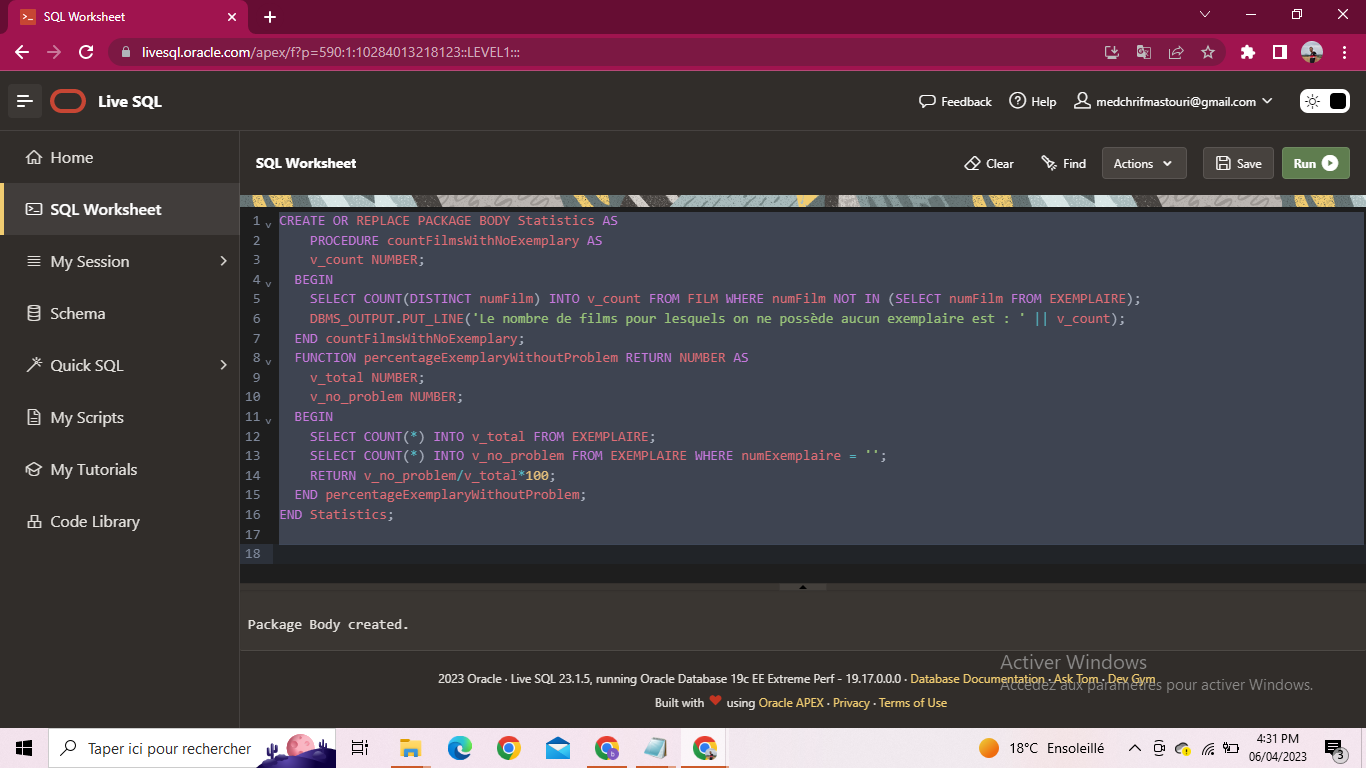 SQL Worksheet
livesql.oracle.com/apex/f?p=590:1:10284013218123::LEVEL1:::
Live SQL
Feedback
Help
medchrifmastouri@gmail.com
Home
SQL Worksheet
My Session
Schema
Quick SQL
My Scripts
My Tutorials
Code Library
SQL Worksheet
Clear
Find
Actions
Save
Run
1 CREATE OR REPLACE PACKAGE BODY Statistics AS
2 PROCEDURE countFilmsWithNoExemplary AS
3 v_count NUMBER;
4 BEGIN
5 SELECT COUNT(DISTINCT numFilm) INTO v_count FROM FILM WHERE numFilm NOT IN (SELECT numFilm FROM EXEMPLAIRE);
6 DBMS_OUTPUT.PUT_LINE('Le nombre de films pour lesquels on ne possède aucun exemplaire est : ' || v_count);
7 END countFilmsWithNoExemplary;
8 FUNCTION percentageExemplaryWithoutProblem RETURN NUMBER AS
9 v_total NUMBER;
10 v_no_problem NUMBER;
11 BEGIN
12 SELECT COUNT(*) INTO v_total FROM EXEMPLAIRE;
13 SELECT COUNT(*) INTO v_no_problem FROM EXEMPLAIRE WHERE numExemplaire = '';
14 RETURN v_no_problem/v_total*100;
15 END percentageExemplaryWithoutProblem;
16 END Statistics;
17
18
Package Body created.
2023 Oracle · Live SQL 23.1.5, running Oracle Database 19c EE Extreme Perf - 19.17.0.0.0 · Database Documentation · Ask Tom · Dev Gym
Built with ❤ using Oracle APEX · Privacy · Terms of Use
Activer Windows
Accédez aux paramètres pour activer Windows.
Taper ici pour rechercher
18°C Ensoleillé
4:31 PM
06/04/2023
3